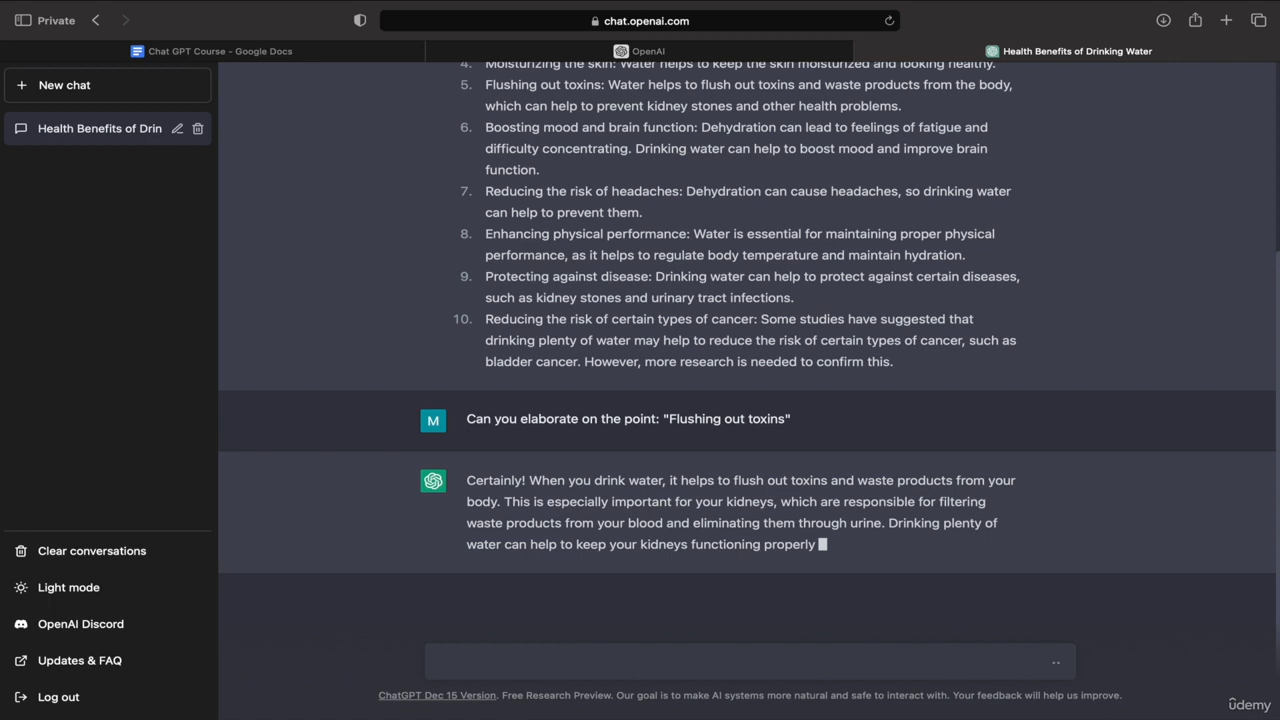 Private
chat.openai.com
Chat GPT Course - Google Docs
OpenAI
Health Benefits of Drinking Water
New chat
Health Benefits of Drin
4. Moisturizing the skin: Water helps to keep the skin moisturized and looking healthy.
5. Flushing out toxins: Water helps to flush out toxins and waste products from the body,
which can help to prevent kidney stones and other health problems.
6. Boosting mood and brain function: Dehydration can lead to feelings of fatigue and
difficulty concentrating. Drinking water can help to boost mood and improve brain
function.
7. Reducing the risk of headaches: Dehydration can cause headaches, so drinking water
can help to prevent them.
8. Enhancing physical performance: Water is essential for maintaining proper physical
performance, as it helps to regulate body temperature and maintain hydration.
9. Protecting against disease: Drinking water can help to protect against certain diseases,
such as kidney stones and urinary tract infections.
10. Reducing the risk of certain types of cancer: Some studies have suggested that
drinking plenty of water may help to reduce the risk of certain types of cancer, such as
bladder cancer. However, more research is needed to confirm this.
M
Can you elaborate on the point: "Flushing out toxins"
Certainly! When you drink water, it helps to flush out toxins and waste products from your
body. This is especially important for your kidneys, which are responsible for filtering
waste products from your blood and eliminating them through urine. Drinking plenty of
water can help to keep your kidneys functioning properly
Clear conversations
Light mode
OpenAI Discord
Updates & FAQ
Log out
ChatGPT Dec 15 Version. Free Research Preview. Our goal is to make AI systems more natural and safe to interact with. Your feedback will help us improve.
ûdemy